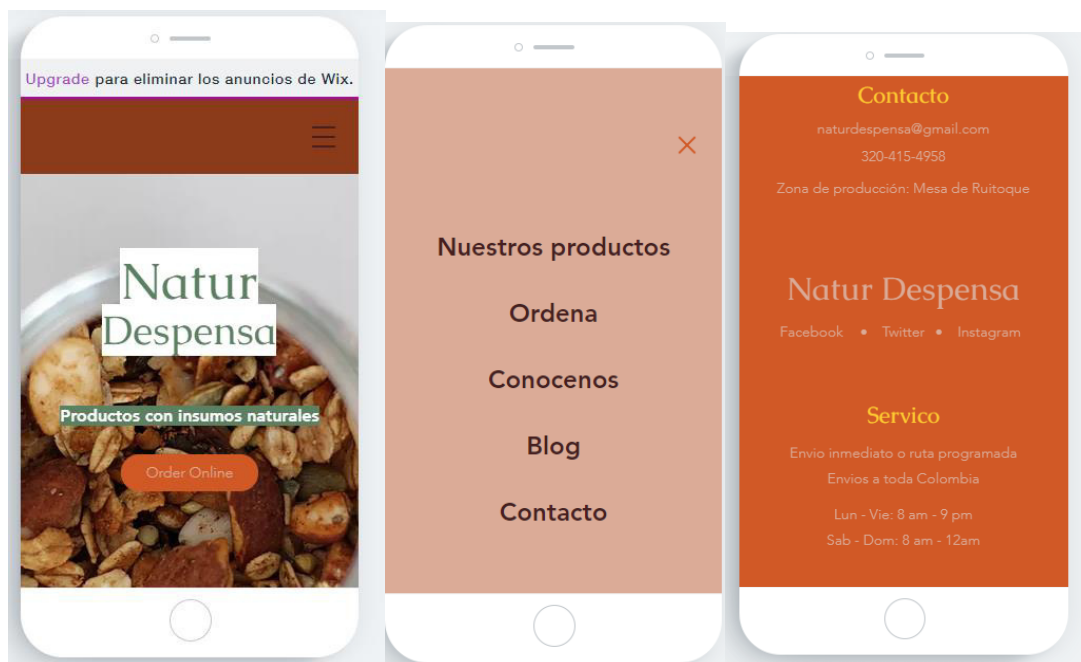 Upgrade para eliminar los anuncios de Wix.
Natur
Despensa
Productos con insumos naturales
Order Online
Nuestros productos
Ordena
Conocenos
Blog
Contacto
Contacto
naturdespensa@gmail.com
320-415-4958
Zona de producción: Mesa de Ruitoque
Natur Despensa
Facebook • Twitter • Instagram
Servico
Envio inmediato o ruta programada
Envios a toda Colombia
Lun - Vie: 8 am - 9 pm
Sab - Dom: 8 am - 12am